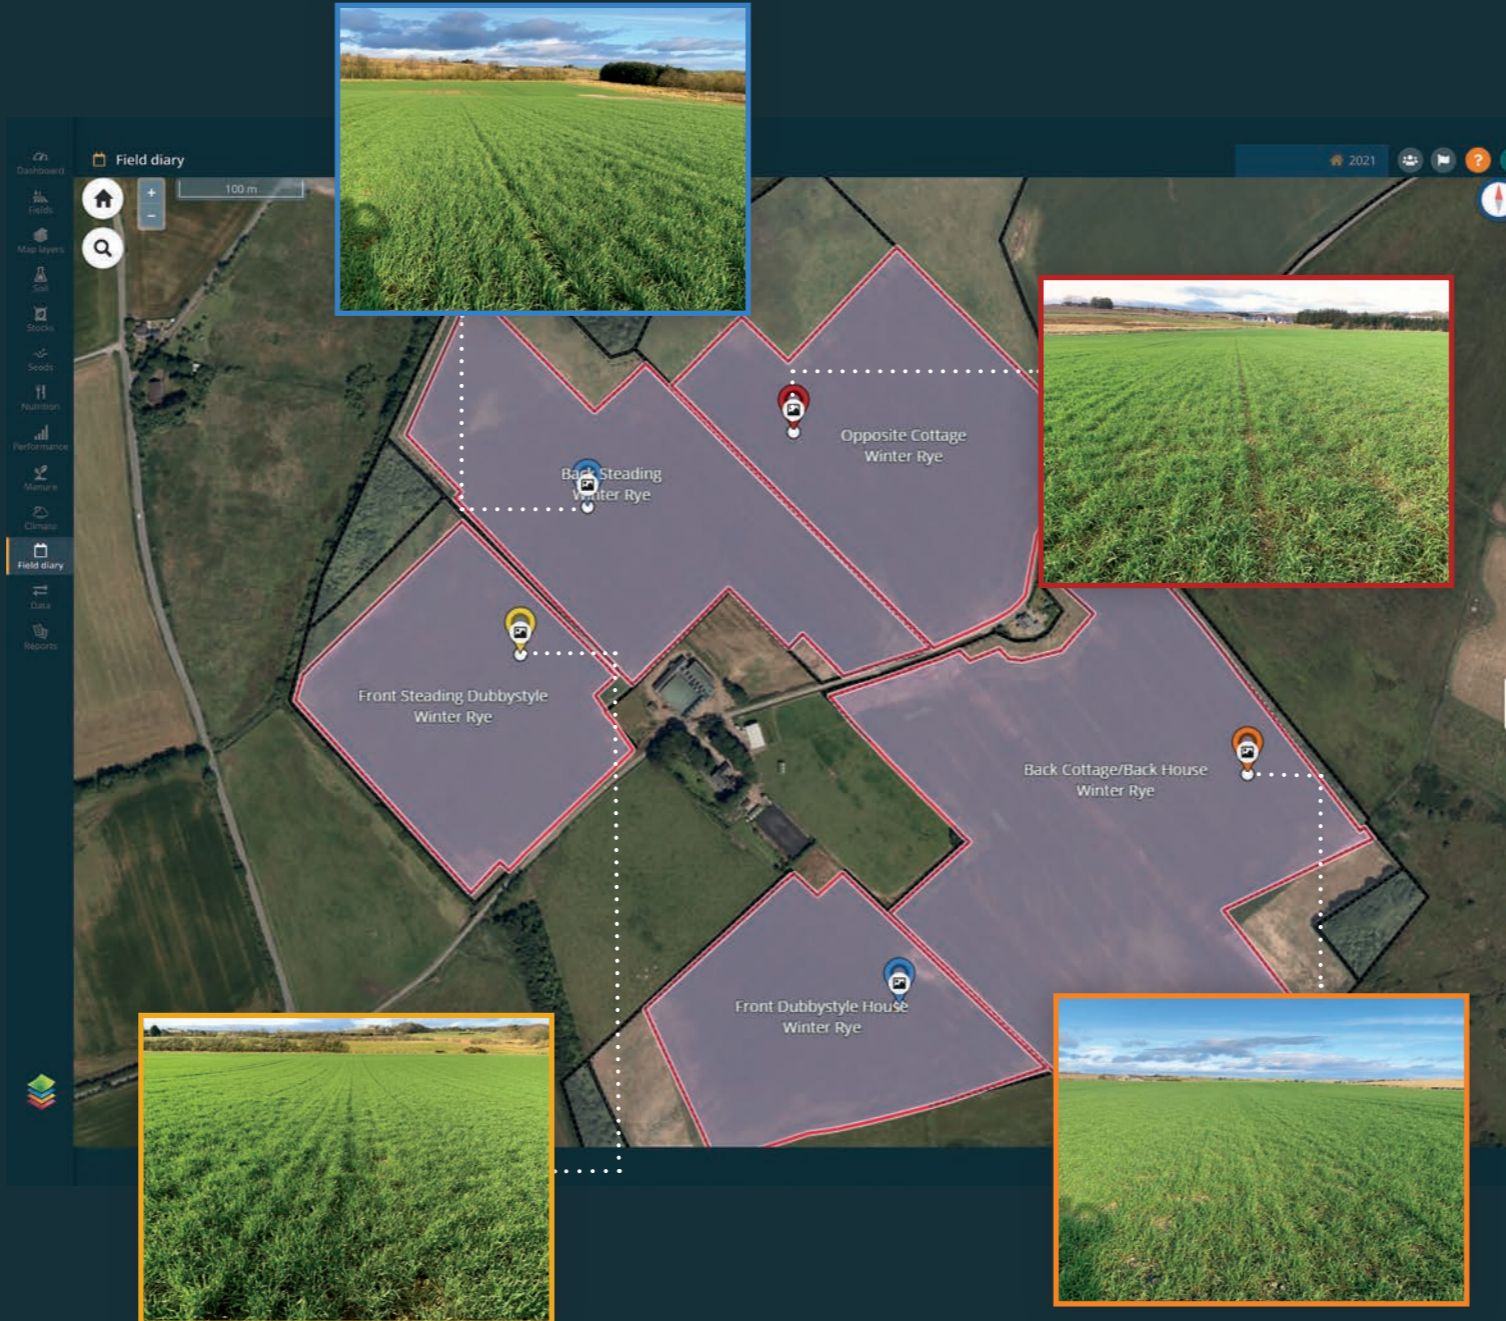 Field diary
2021
?
Dashboard
Fields
Map layers
Soil
Stocks
Seeds
Nutrition
Performance
Manure
Climate
Field diary
Data
Reports
+
−
100 m
Opposite Cottage
Winter Rye
Back Steading
Winter Rye
Front Steading Dubbystyle
Winter Rye
Back Cottage/Back House
Winter Rye
Front Dubbystyle House
Winter Rye